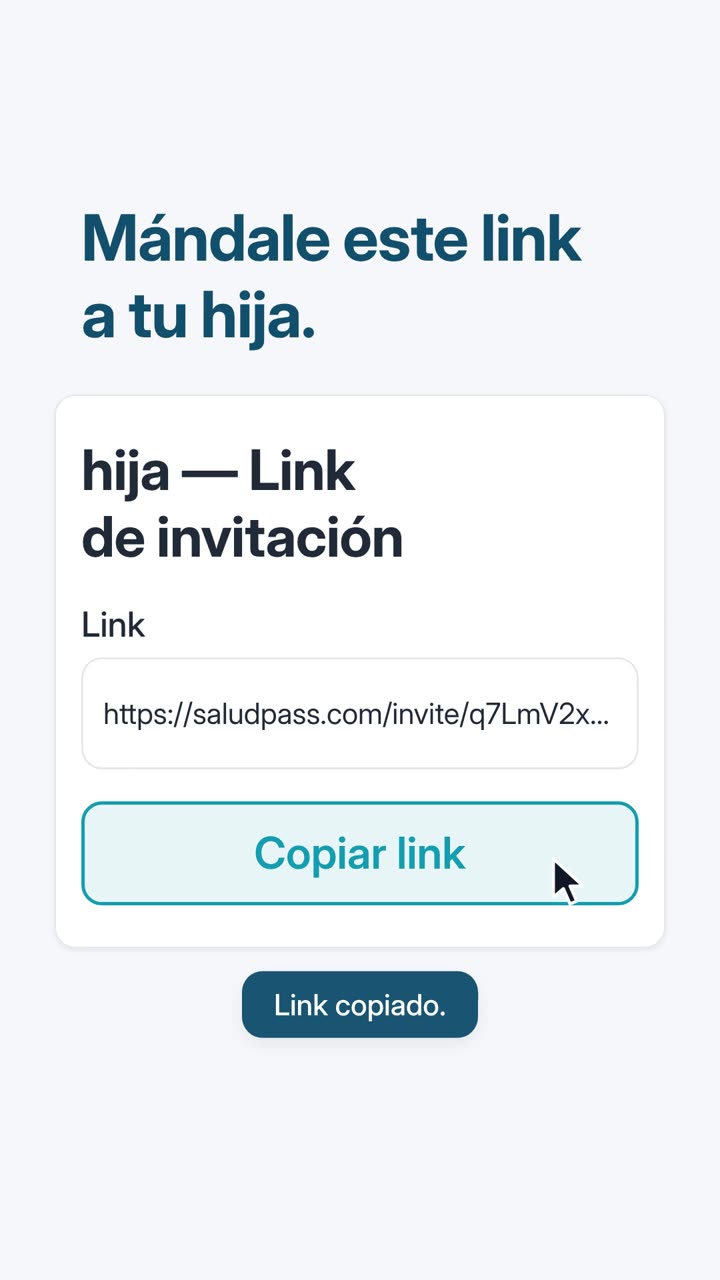 Mándale este link
a tu hija.
hija — Link
de invitación
Link
https://saludpass.com/invite/q7LmV2x...
Copiar link
Link copiado.